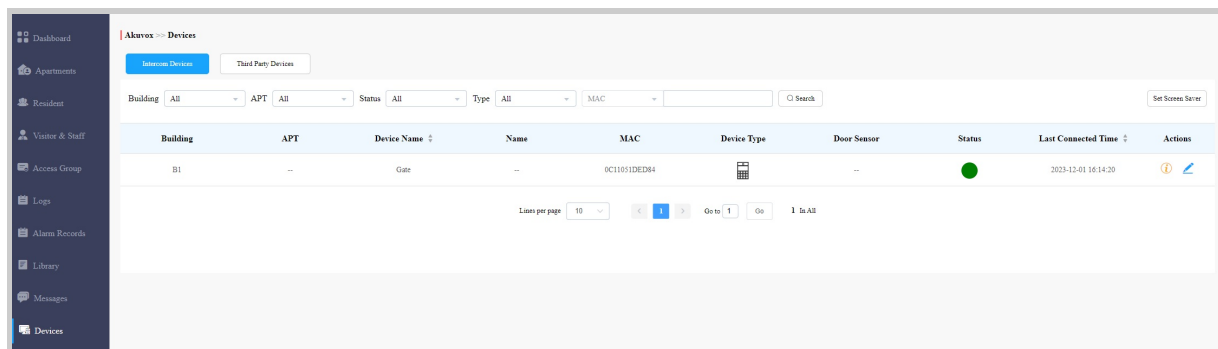 Dashboard
Apartments
Resident
Visitor & Staff
Access Group
Logs
Alarm Records
Library
Messages
Devices
Akuvox >> Devices
Intercom Devices Third Party Devices
Building All APT All Status All Type All MAC Search Set Screen Saver
Building APT Device Name Name MAC Device Type Door Sensor Status Last Connected Time Actions
B1 -- Gate -- 0C11051DED84 -- 2023-12-01 16:14:20
Lines per page 10 < 1 > Go to 1 Go 1 In All